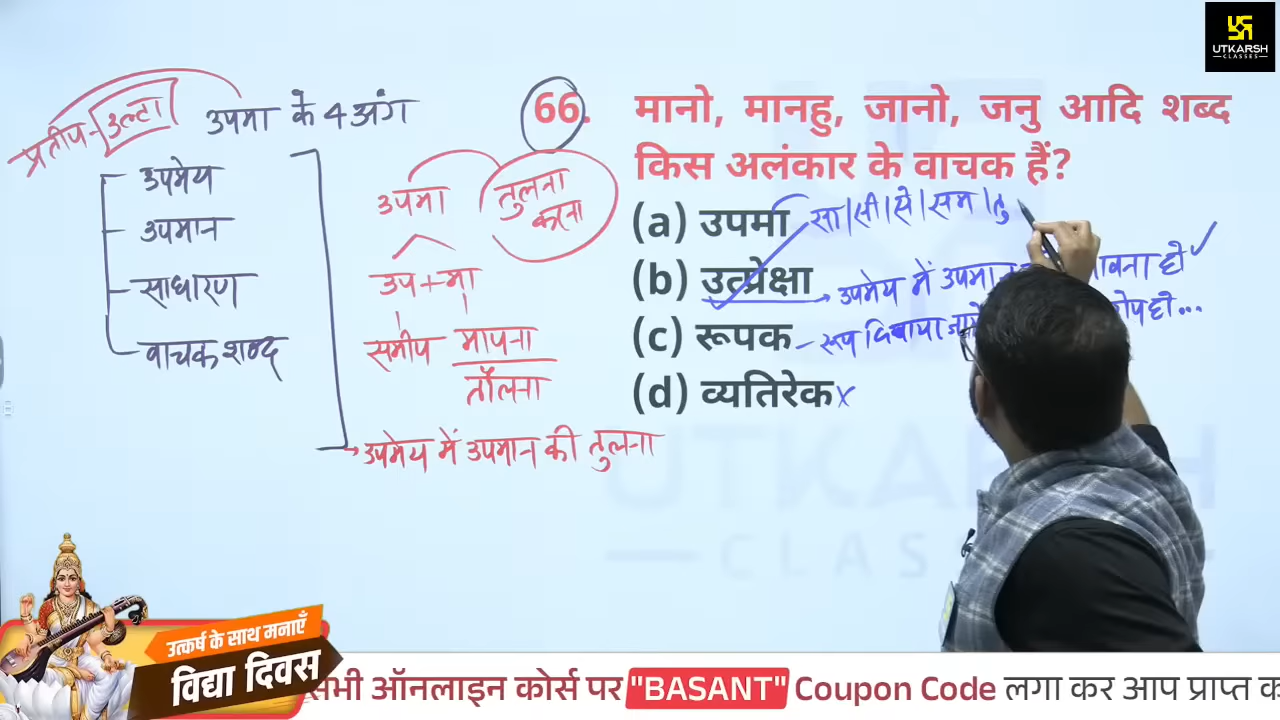 UTKARSH
CLASSES
प्रतीप - उल्टा
उपमा के 4 अंग
उपमेय
उपमान
साधारण
वाचक शब्द
उपमा
तुलना
करना
उप + मा
समीप मापना
तौलना
उपमेय में उपमान की तुलना
66. मानो, मानहु, जानो, जनु आदि शब्द
किस अलंकार के वाचक हैं?
(a) उपमा सा|सी|से|सम|तु
(b) उत्प्रेक्षा उपमेय में उपमान
(c) रूपक - रूप दिखाया
(d) व्यतिरेक x
UTKARSH
CLAS
उत्कर्ष के साथ मनाएँ
विद्या दिवस
सभी ऑनलाइन कोर्स पर "BASANT" Coupon Code लगा कर आप प्राप्त क